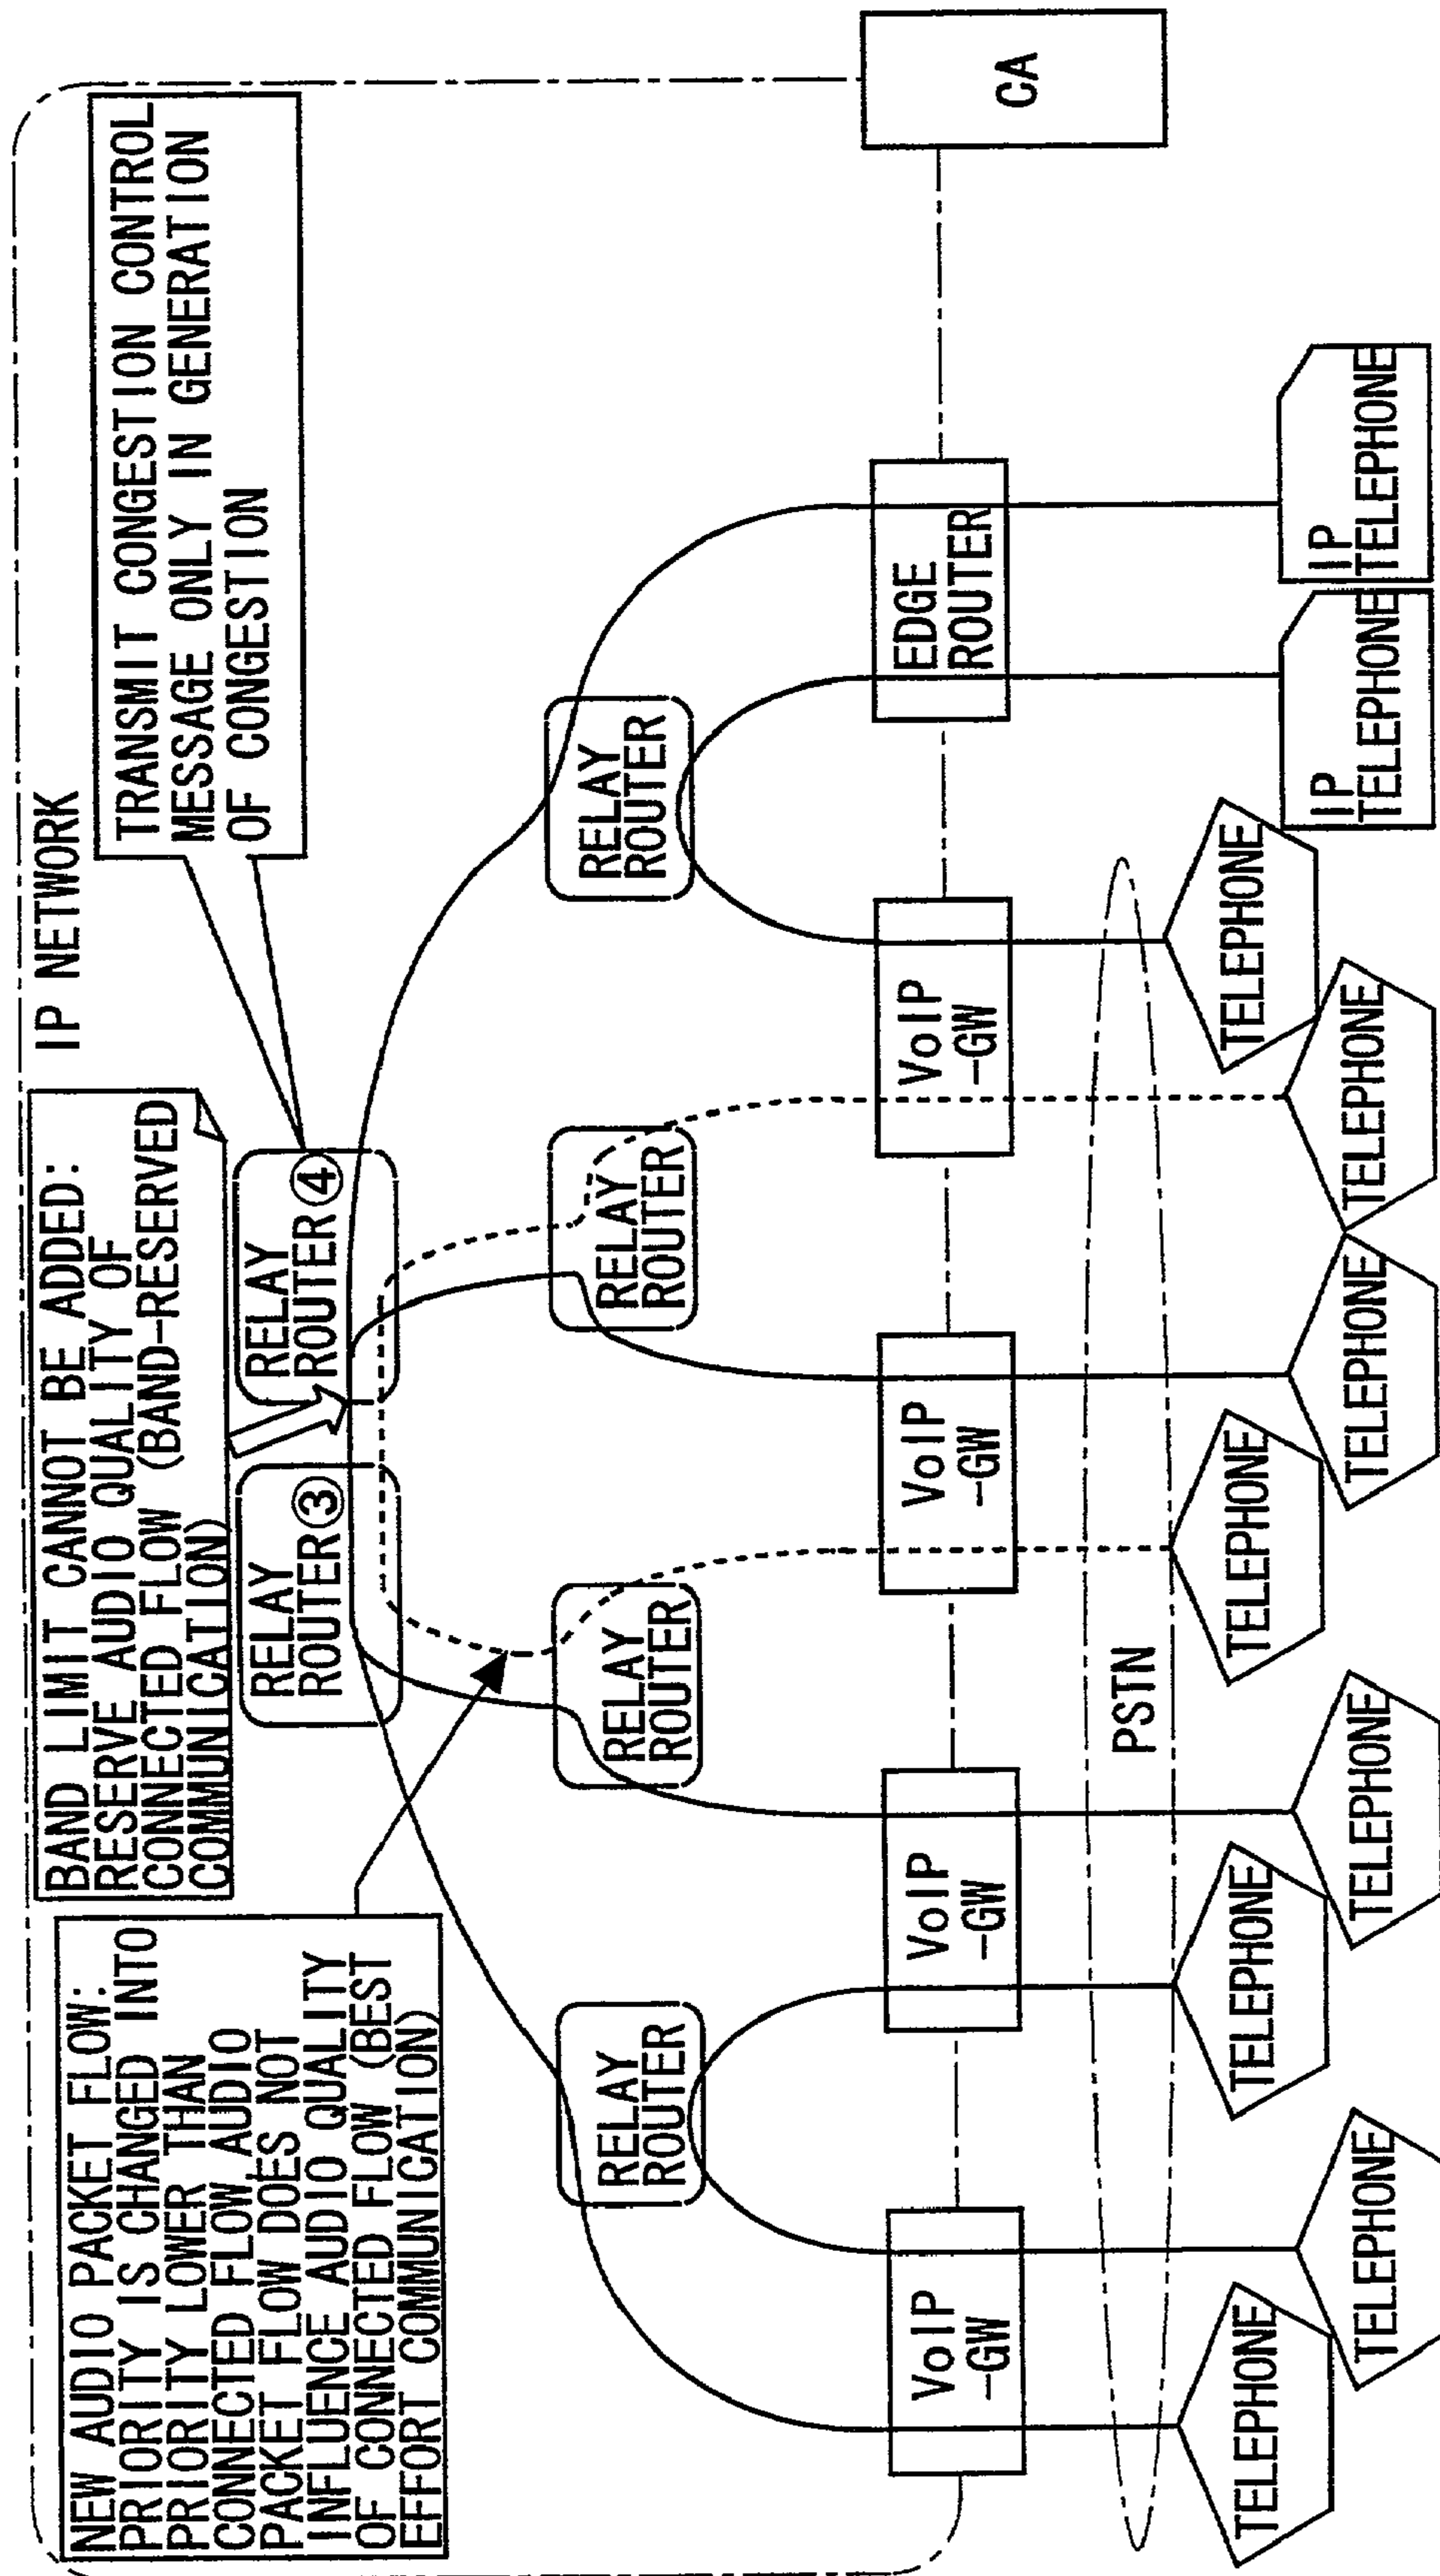 IP NETWORK
NEW AUDIO PACKET FLOW:
PRIORITY IS CHANGED INTO
PRIORITY LOWER THAN
CONNECTED FLOW AUDIO
PACKET FLOW DOES NOT
INFLUENCE AUDIO QUALITY
OF CONNECTED FLOW (BEST
EFFORT COMMUNICATION)
BAND LIMIT CANNOT BE ADDED:
RESERVE AUDIO QUALITY OF
CONNECTED FLOW (BAND-RESERVED
COMMUNICATION)
TRANSMIT CONGESTION CONTROL
MESSAGE ONLY IN GENERATION
OF CONGESTION
RELAY
ROUTER③
RELAY
ROUTER④
RELAY
ROUTER
RELAY
ROUTER
RELAY
ROUTER
RELAY
ROUTER
VoIP
-GW
VoIP
-GW
VoIP
-GW
VoIP
-GW
EDGE
ROUTER
CA
PSTN
TELEPHONE
TELEPHONE
TELEPHONE
TELEPHONE
TELEPHONE
TELEPHONE
TELEPHONE
TELEPHONE
IP
TELEPHONE
IP
TELEPHONE